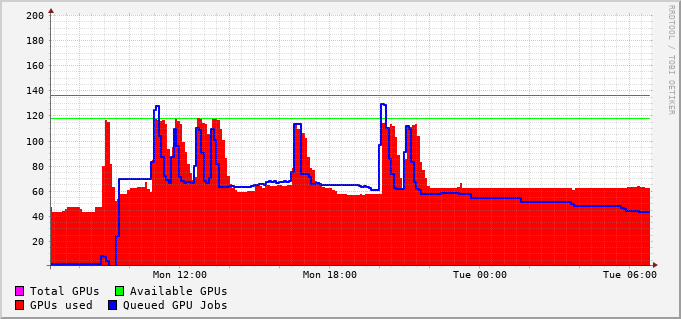 200
180
160
140
120
100
80
60
40
20
Mon 12:00 Mon 18:00 Tue 00:00 Tue 06:00
Total GPUs Available GPUs
GPUs used Queued GPU Jobs
RRDTOOL / TOBI OETIKER